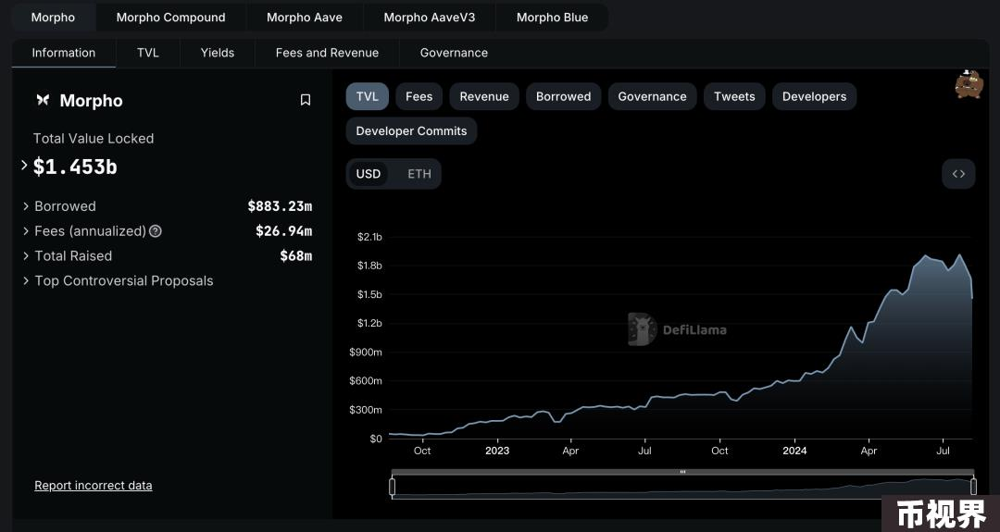 Morpho Morpho Compound Morpho Aave Morpho AaveV3 Morpho Blue
Information TVL Yields Fees and Revenue Governance
Morpho
Total Value Locked
$1.453b
Borrowed $883.23m
Fees (annualized) ? $26.94m
Total Raised $68m
Top Controversial Proposals
Report incorrect data
TVL Fees Revenue Borrowed Governance Tweets Developers
Developer Commits
USD ETH
$2.1b
$1.8b
$1.5b
$1.2b
$900m
$600m
$300m
$0
DefiLlama
Oct 2023 Apr Jul Oct 2024 Apr Jul
币视界